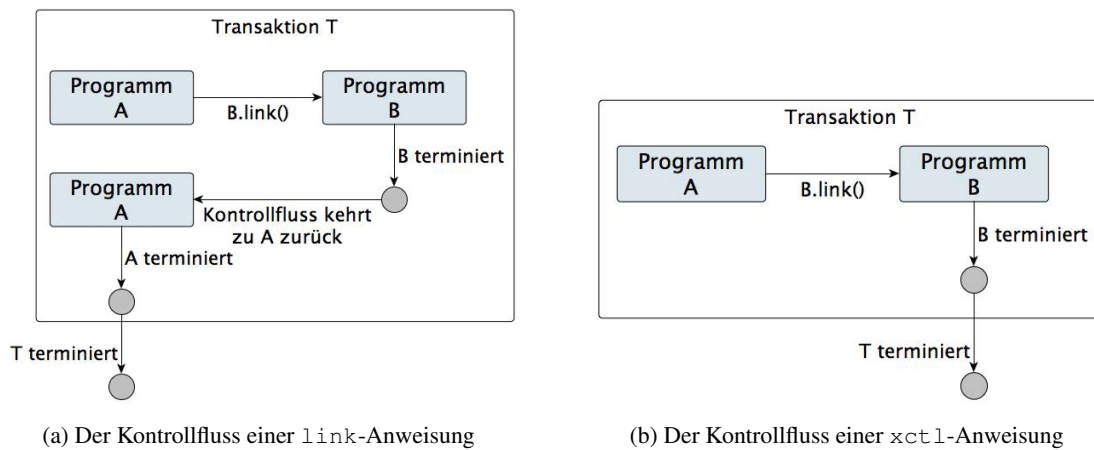 Transaktion T
Programm
A
B.link()
Programm
B
B terminiert
Programm
A
Kontrollfluss kehrt
zu A zurück
A terminiert
T terminiert
(a) Der Kontrollfluss einer link-Anweisung
Transaktion T
Programm
A
B.link()
Programm
B
B terminiert
T terminiert
(b) Der Kontrollfluss einer xctl-Anweisung